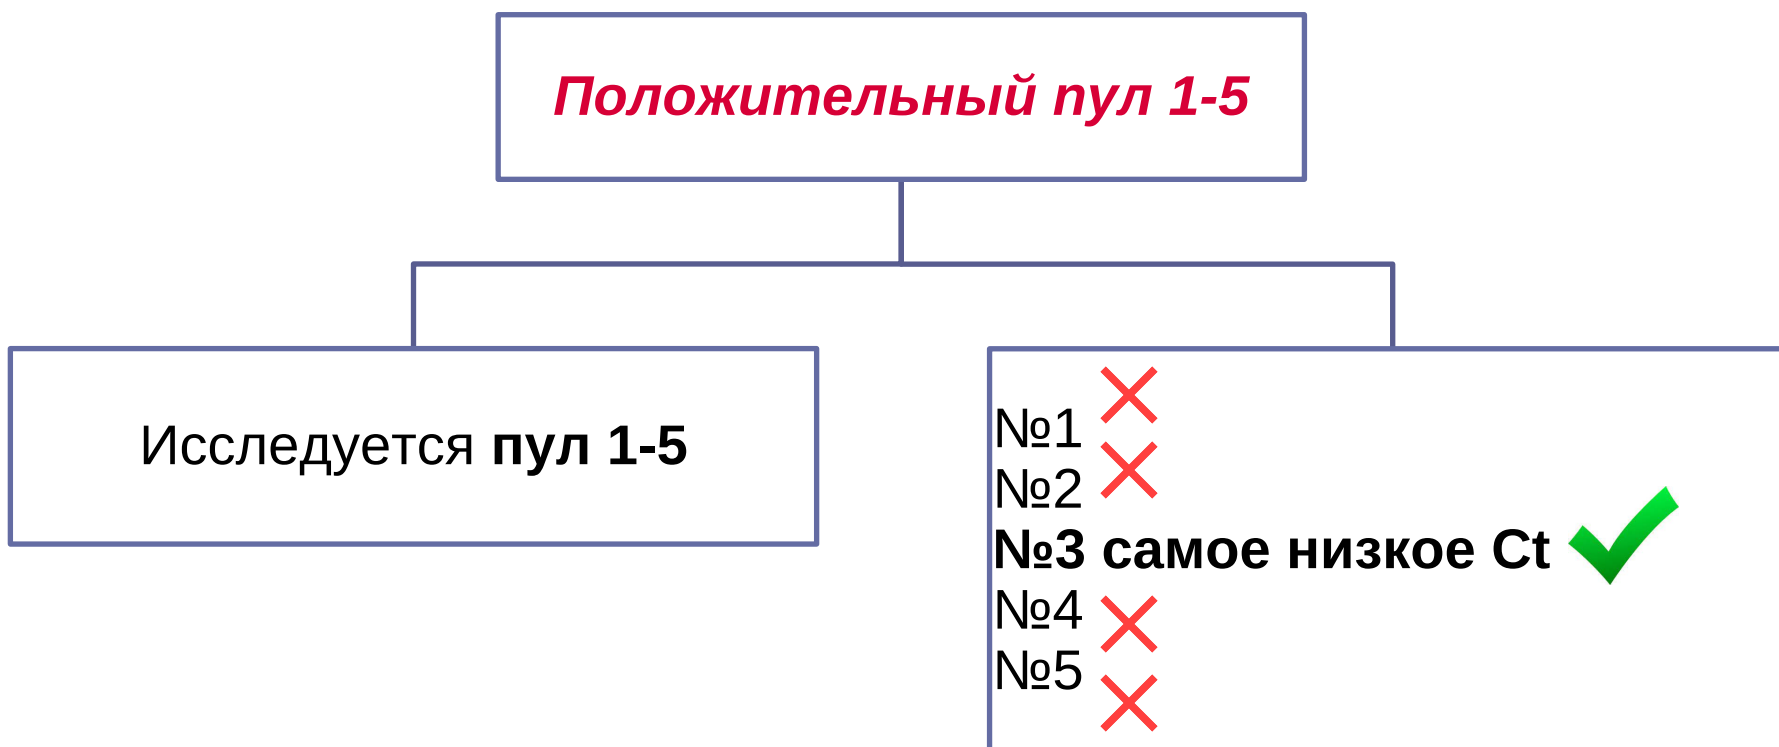 Положительный пул 1-5
Исследуется пул 1-5
№1
№2
№3 самое низкое Ct
№4
№5